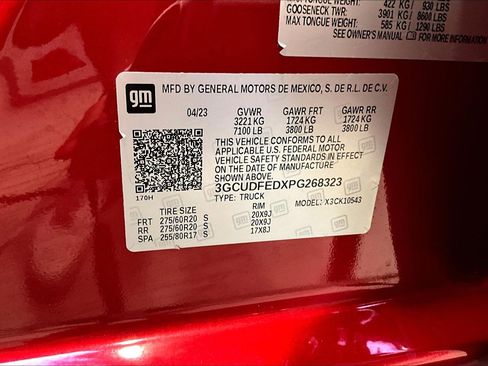 MAX TONGUE WEIGHT: 422 KG / 930 LBS
GOOSENECK TWR: 3901 KG / 8600 LBS
MAX TONGUE WEIGHT: 585 KG / 1290 LBS
SEE OWNER'S MANUAL FOR MORE INFORMATION
gm
MFD BY GENERAL MOTORS DE MEXICO, S. DE R.L. DE C.V.
04/23 GVWR GAWR FRT GAWR RR
3221 KG 1724 KG 1724 KG
7100 LB 3800 LB 3800 LB
THIS VEHICLE CONFORMS TO ALL
APPLICABLE U.S. FEDERAL MOTOR
VEHICLE SAFETY STANDARDS IN EFFECT
ON THE DATE OF MANUFACTURE
SHOWN ABOVE.
3GCUDFEDXPG268323
170H TYPE: TRUCK MODEL: X3CK10543
TIRE SIZE RIM
FRT 275/60R20 S 20X9J
RR 275/60R20 S 20X9J
SPA 255/80R17 S 17X8J